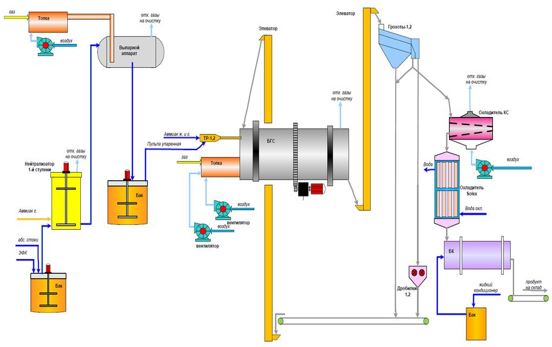 газ
Топка
воздух
отх. газы
на очистку
Выпарной
аппарат
Элеватор
Элеватор
Грохоты-1,2
отх. газы
на очистку
Охладитель КС
воздух
отх. газы
на очистку
Нейтрализатор
1-й ступени
отх. газы
на очистку
Аммиак ж. и г.
Пульпа упаренная
ТР-1,2
БГС
газ
Топка
воздух
вентилятор
воздух
вентилятор
Бак
Аммиак г.
абс. стоки
ЭФК
Бак
Вода
Охладитель
Solex
Вода охл.
БК
Дробилки
1,2
жидкий
кондиционер
Бак
продукт
на склад